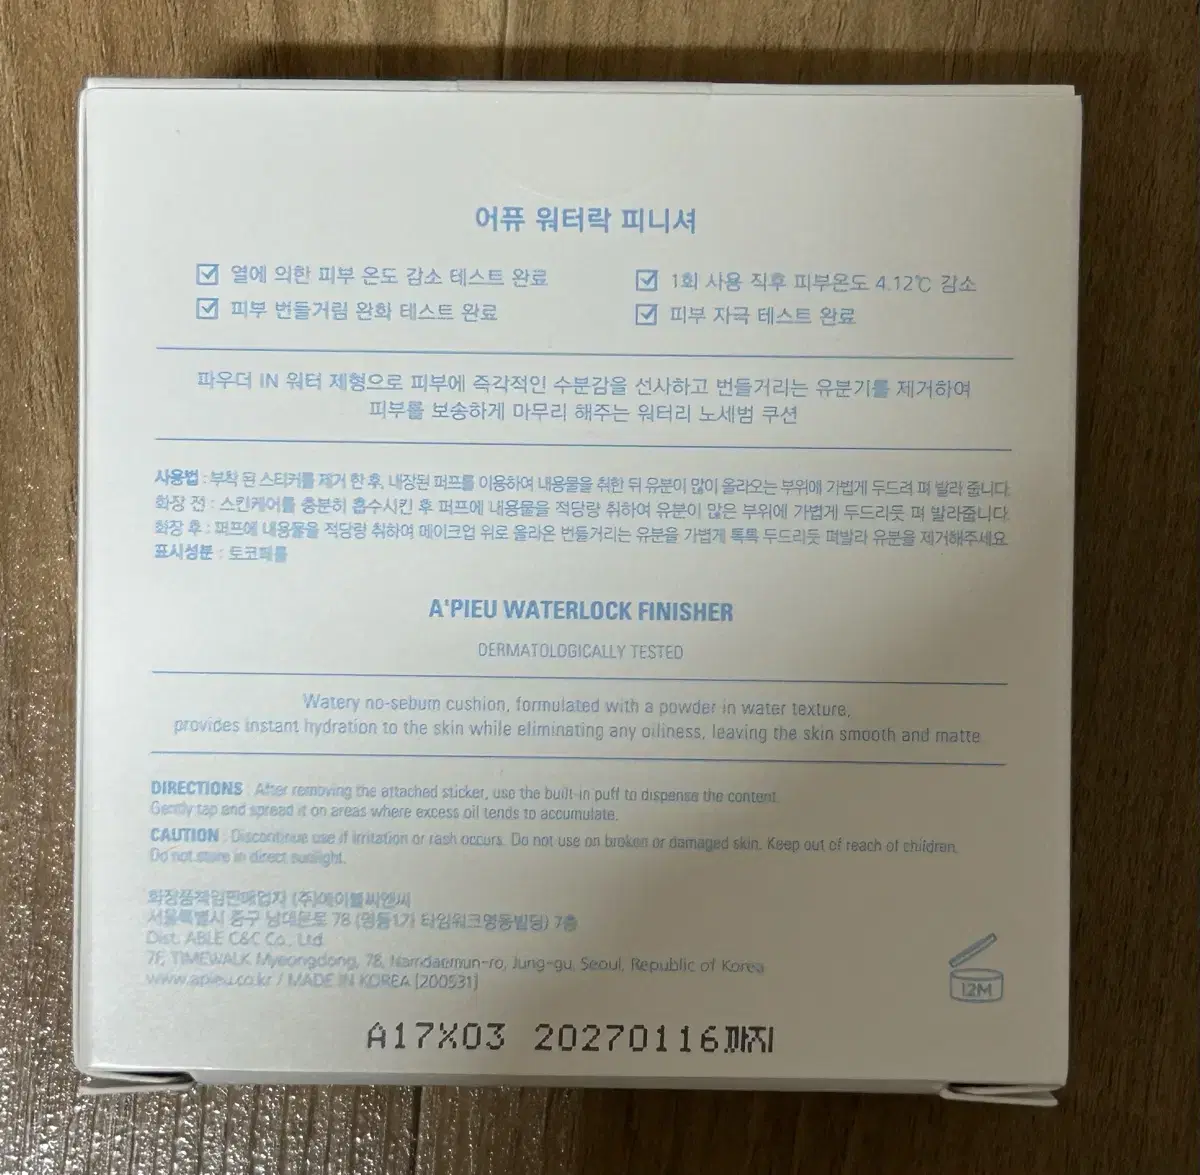 어퓨 워터락 피니셔
열에 의한 피부 온도 감소 테스트 완료
1회 사용 직후 피부온도 4.12℃ 감소
피부 번들거림 완화 테스트 완료
피부 자극 테스트 완료
파우더 IN 워터 제형으로 피부에 즉각적인 수분감을 선사하고 번들거리는 유분기를 제거하여
피부를 보송하게 마무리 해주는 워터리 노세범 쿠션
사용법 : 부착 된 스티커를 제거 한 후, 내장된 퍼프를 이용하여 내용물을 취한 뒤 유분이 많이 올라오는 부위에 가볍게 두드려 펴 발라 줍니다.
화장 전 : 스킨케어를 충분히 흡수시킨 후 퍼프에 내용물을 적당량 취하여 유분이 많은 부위에 가볍게 두드리듯 펴 발라줍니다.
화장 후 : 퍼프에 내용물을 적당량 취하여 메이크업 위로 올라온 번들거리는 유분을 가볍게 톡톡 두드리듯 펴발라 유분을 제거해주세요.
표시성분 : 토코페롤
A'PIEU WATERLOCK FINISHER
DERMATOLOGICALLY TESTED
Watery no-sebum cushion, formulated with a powder in water texture,
provides instant hydration to the skin while eliminating any oiliness, leaving the skin smooth and matte.
DIRECTIONS : After removing the attached sticker, use the built-in puff to dispense the content.
Gently tap and spread it on areas where excess oil tends to accumulate.
CAUTION : Discontinue use if irritation or rash occurs. Do not use on broken or damaged skin. Keep out of reach of children.
Do not store in direct sunlight.
화장품책임판매업자 (주)에이블씨엔씨
서울특별시 중구 남대문로 78 (명동1가 타임워크명동빌딩) 7층
Dist. ABLE C&C Co., Ltd.
7F, TIMEWALK Myeongdong, 78, Namdaemun-ro, Jung-gu, Seoul, Republic of Korea
www.apieu.co.kr / MADE IN KOREA [200531]
12M
A17X03 20270116까지